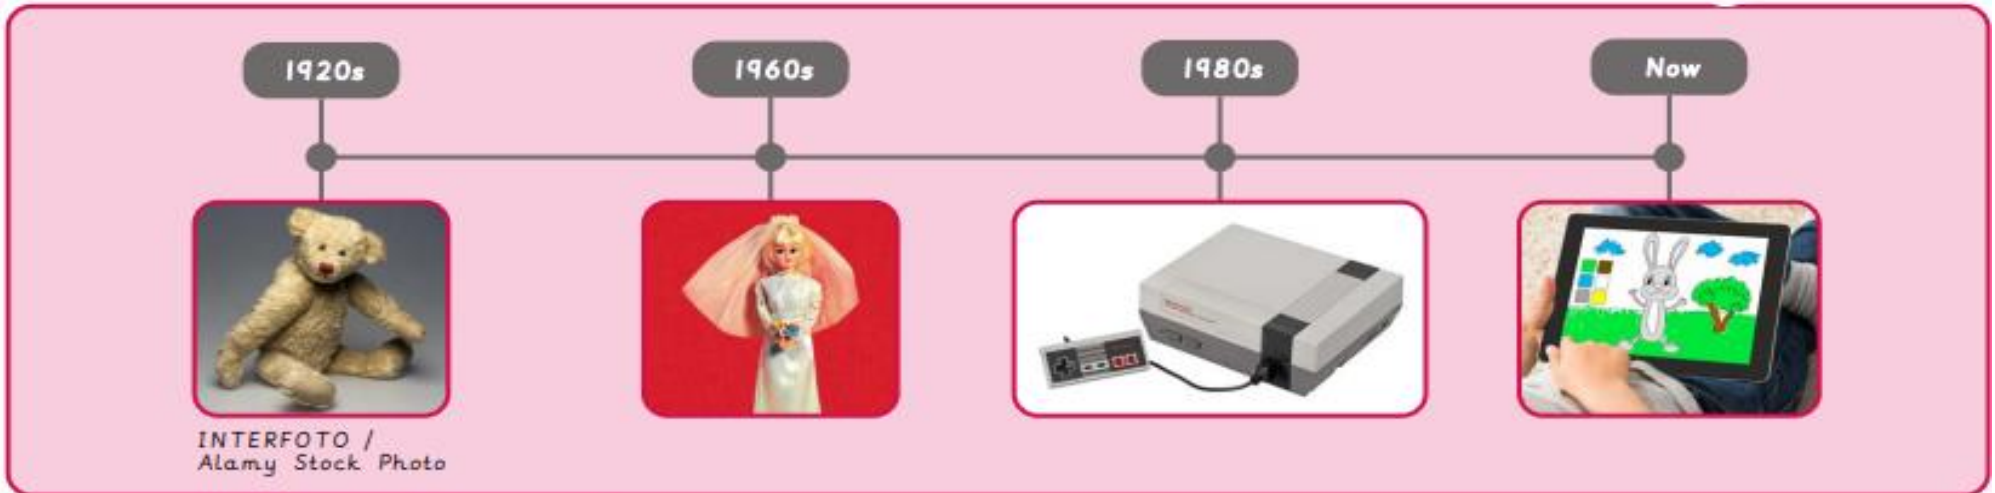 1920s
1960s
1980s
Now
INTERFOTO /
Alamy Stock Photo